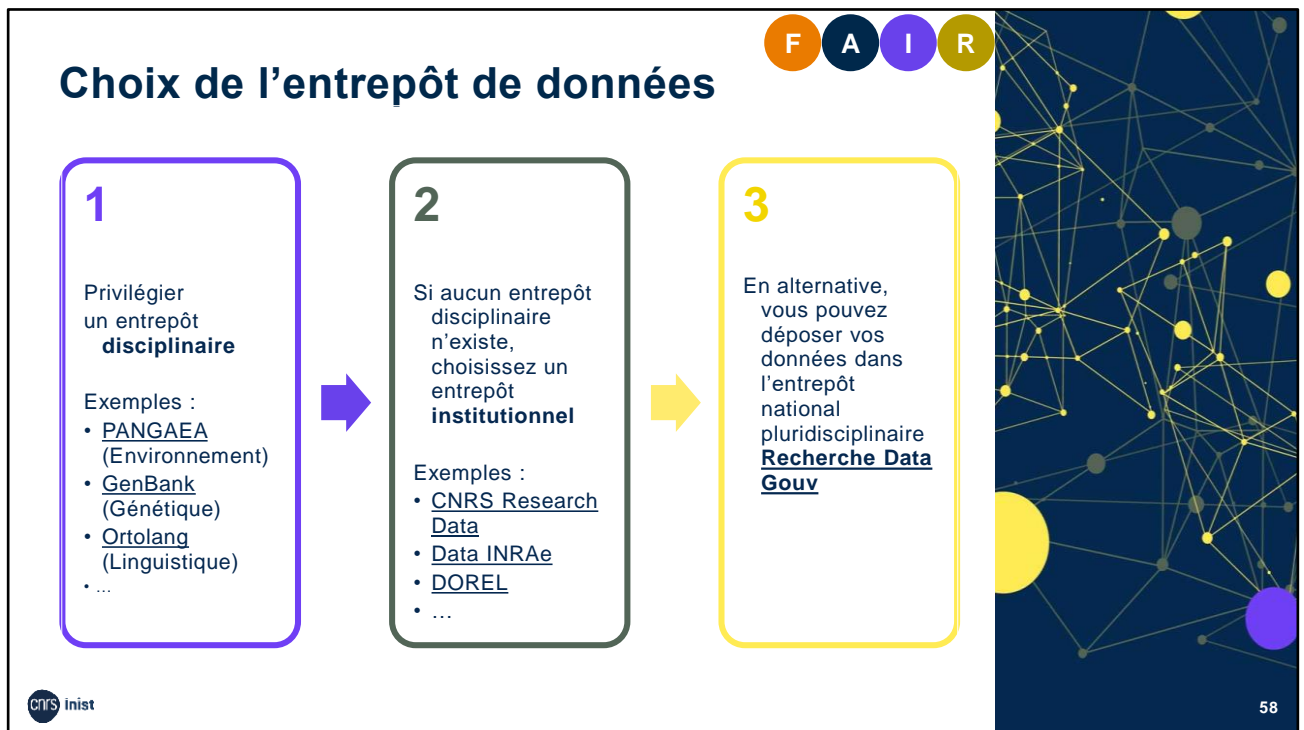 F A I R
Choix de l’entrepôt de données
1
Privilégier
un entrepôt
disciplinaire
Exemples :
• PANGAEA
(Environnement)
• GenBank
(Génétique)
• Ortolang
(Linguistique)
• ...
2
Si aucun entrepôt
disciplinaire
n’existe,
choisissez un
entrepôt
institutionnel
Exemples :
• CNRS Research
Data
• Data INRAe
• DOREL
• …
3
En alternative,
vous pouvez
déposer vos
données dans
l’entrepôt
national
pluridisciplinaire
Recherche Data
Gouv
cnrs inist
58